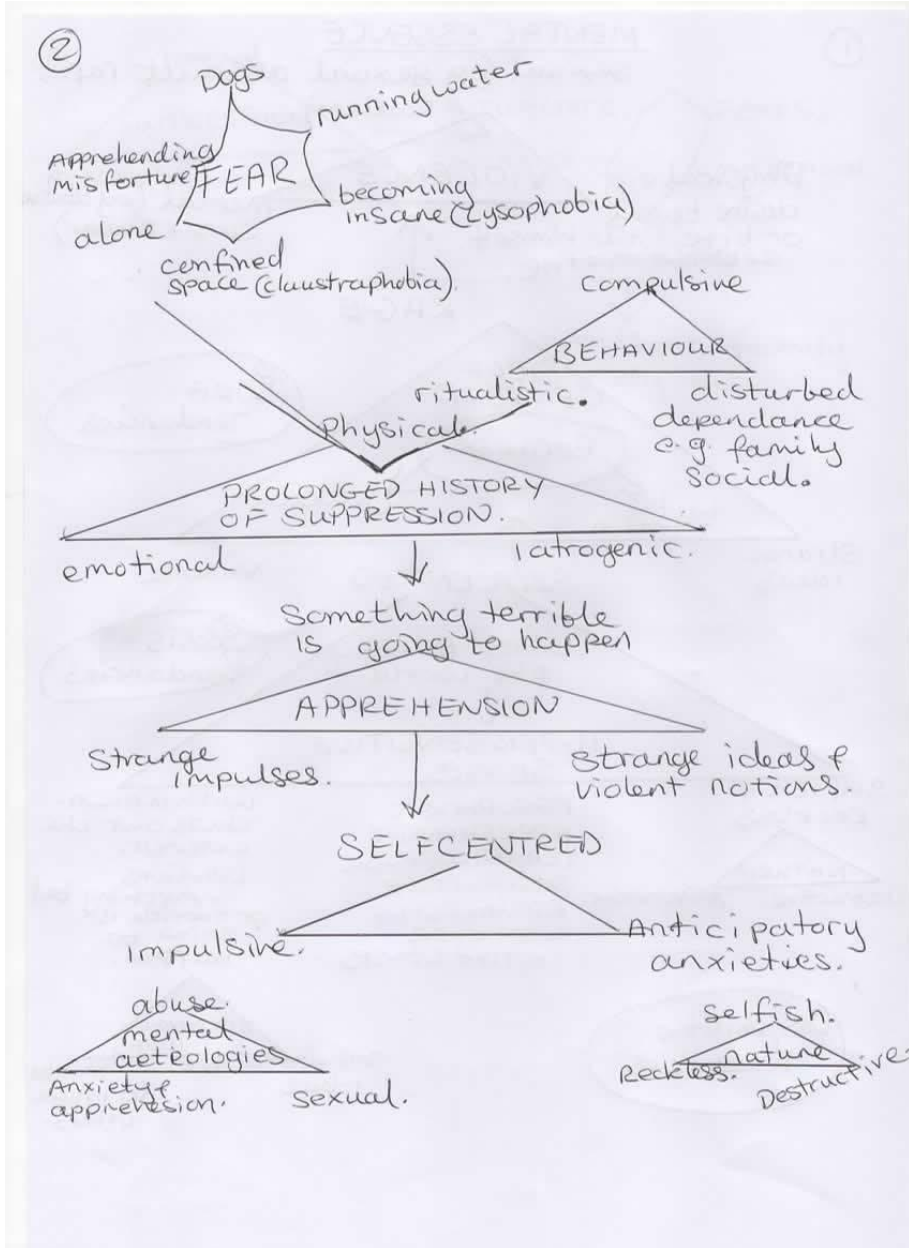 2
Dogs
running water
Apprehending
misforture
FEAR
becoming
insane (Lysophobia)
alone
confined
space (claustraphobia).
Compulsive
BEHAVIOUR
ritualistic.
disturbed
dependance
e.g. family
social.
Physical.
PROLONGED HISTORY
OF SUPPRESSION.
emotional
Iatrogenic.
Something terrible
is going to happen
APPREHENSION
Strange
impulses.
Strange ideas &
violent notions.
SELFCENTRED
Impulsive.
Anticipatory
anxieties.
abuse.
mental
aeteologies
Anxiety &
apprehesion.
sexual.
selfish.
nature
Reckless.
Destructive.